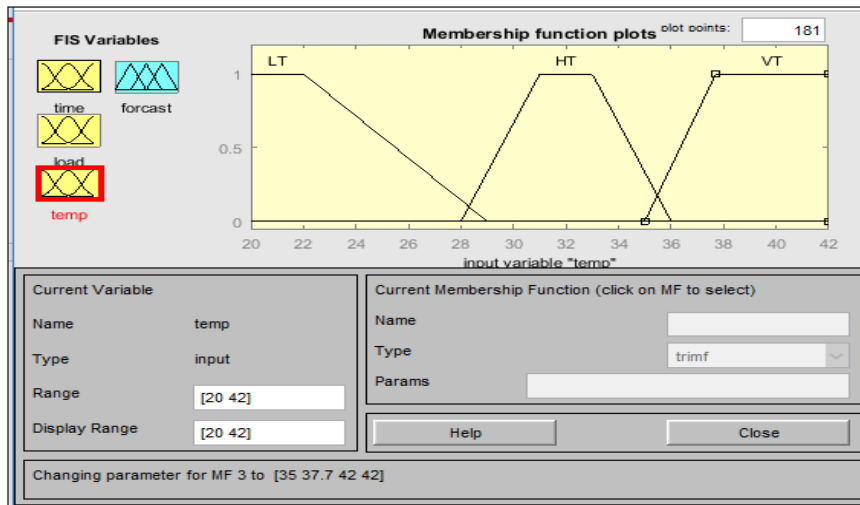 FIS Variables
Membership function plots plot points: 181
time forcast
load
temp
LT HT VT
1
0.5
0
20 22 24 26 28 30 32 34 36 38 40 42
input variable "temp"
Current Variable
Name temp
Type input
Range [20 42]
Display Range [20 42]
Current Membership Function (click on MF to select)
Name
Type trimf
Params
Help Close
Changing parameter for MF 3 to [35 37.7 42 42]